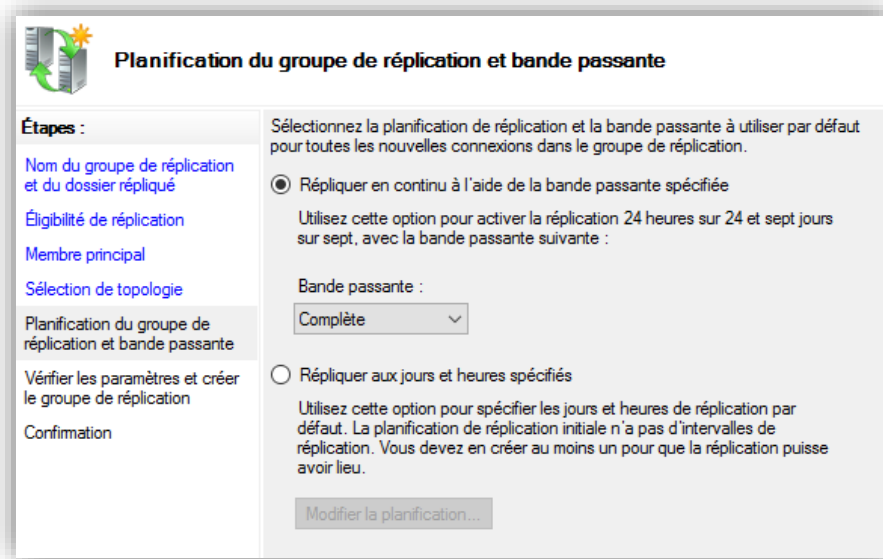 Planification du groupe de réplication et bande passante
Étapes :
Nom du groupe de réplication
et du dossier répliqué
Éligibilité de réplication
Membre principal
Sélection de topologie
Planification du groupe de
réplication et bande passante
Vérifier les paramètres et créer
le groupe de réplication
Confirmation
Sélectionnez la planification de réplication et la bande passante à utiliser par défaut
pour toutes les nouvelles connexions dans le groupe de réplication.
Répliquer en continu à l'aide de la bande passante spécifiée
Utilisez cette option pour activer la réplication 24 heures sur 24 et sept jours
sur sept, avec la bande passante suivante :
Bande passante :
Complète
Répliquer aux jours et heures spécifiés
Utilisez cette option pour spécifier les jours et heures de réplication par
défaut. La planification de réplication initiale n'a pas d'intervalles de
réplication. Vous devez en créer au moins un pour que la réplication puisse
avoir lieu.
Modifier la planification...